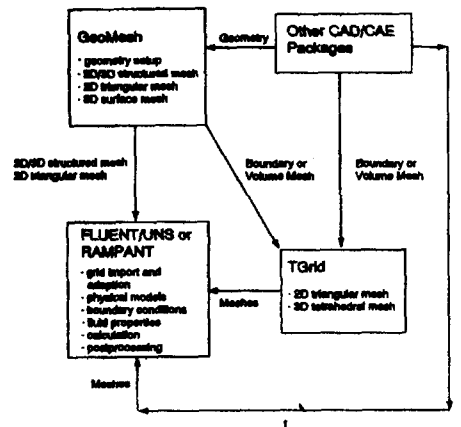 GeoMesh
- geometry setup
- 2D/3D structured mesh
- 2D triangular mesh
- 3D surface mesh
Geometry
Other CAD/CAE
Packages
2D/3D structured mesh
2D triangular mesh
Boundary or
Volume Mesh
Boundary or
Volume Mesh
FLUENT/UNS or
RAMPANT
- grid import and
adaption
- physical models
- boundary conditions
- fluid properties
- calculation
- postprocessing
Meshes
TGrid
- 2D triangular mesh
- 3D tetrahedral mesh
Meshes